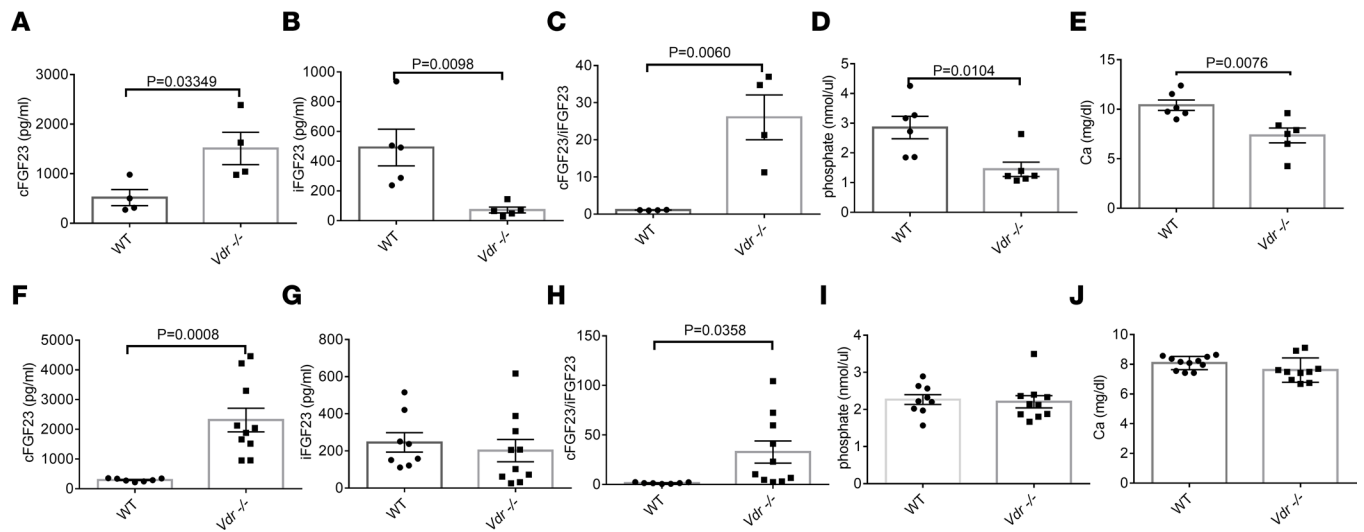 A
B
C
D
E
P=0.03349
P=0.0098
P=0.0060
P=0.0104
P=0.0076
cFGF23 (pg/ml)
3000
2000
1000
0
WT
Vdr -/-
iFGF23 (pg/ml)
1000
800
600
400
200
0
WT
Vdr -/-
cFGF23/iFGF23
40
30
20
10
0
WT
Vdr -/-
phosphate (nmol/ul)
5
4
3
2
1
0
WT
Vdr -/-
Ca (mg/dl)
15
10
5
0
WT
Vdr -/-
F
G
H
I
J
P=0.0008
P=0.0358
cFGF23 (pg/ml)
5000
4000
3000
2000
1000
0
WT
Vdr -/-
iFGF23 (pg/ml)
800
600
400
200
0
WT
Vdr -/-
cFGF23/iFGF23
150
100
50
0
WT
Vdr -/-
phosphate (nmol/ul)
4
3
2
1
0
WT
Vdr -/-
Ca (mg/dl)
10
8
6
4
2
0
WT
Vdr -/-